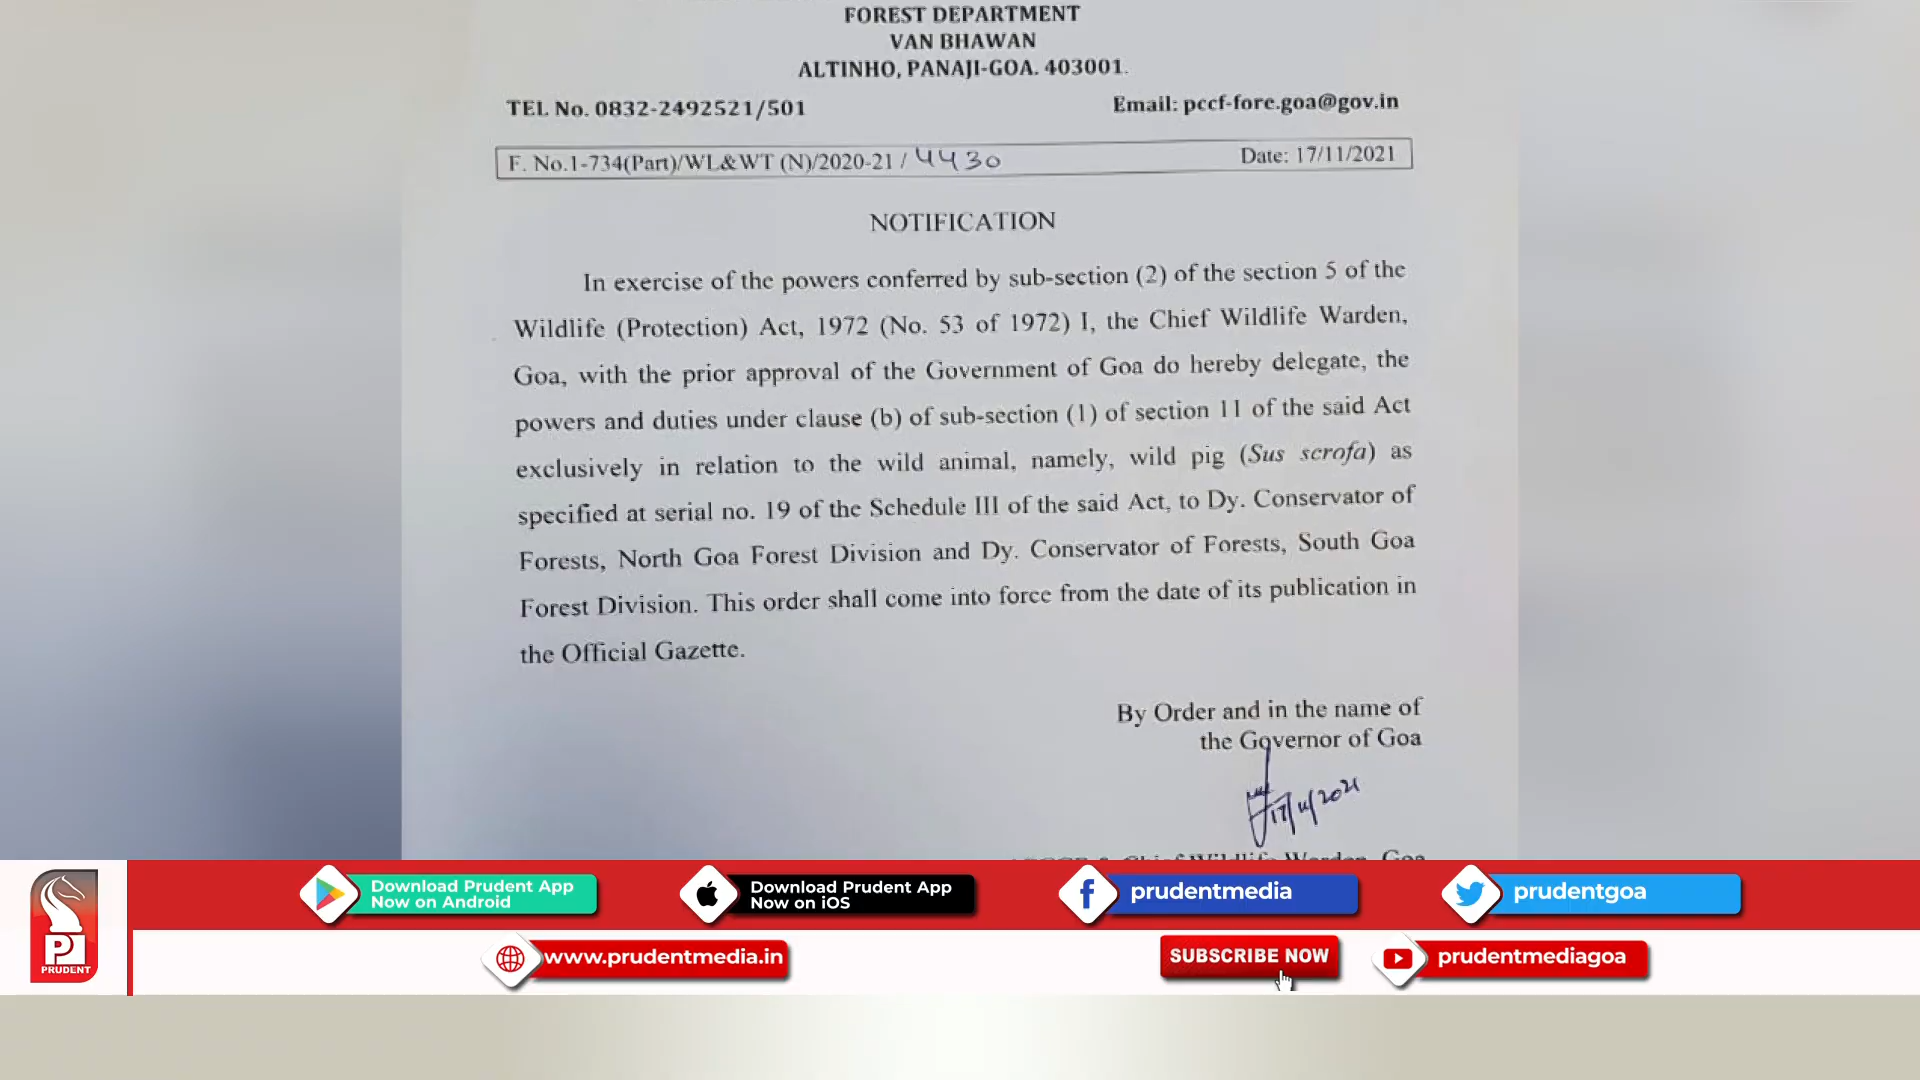 FOREST DEPARTMENT
VAN BHAWAN
ALTINHO, PANAJI-GOA. 403001.
TEL No. 0832-2492521/501
Email: pccf-fore.goa@gov.in
F. No.1-734(Part)/WL&WT (N)/2020-21 / 4430
Date: 17/11/2021
NOTIFICATION
In exercise of the powers conferred by sub-section (2) of the section 5 of the
Wildlife (Protection) Act, 1972 (No. 53 of 1972) I, the Chief Wildlife Warden,
Goa, with the prior approval of the Government of Goa do hereby delegate, the
powers and duties under clause (b) of sub-section (1) of section 11 of the said Act
exclusively in relation to the wild animal, namely, wild pig (Sus scrofa) as
specified at serial no. 19 of the Schedule III of the said Act, to Dy. Conservator of
Forests, North Goa Forest Division and Dy. Conservator of Forests, South Goa
Forest Division. This order shall come into force from the date of its publication in
the Official Gazette.
By Order and in the name of
the Governor of Goa
17/11/2021
& Chief Wildlife Warden, Goa
Download Prudent App
Now on Android
Download Prudent App
Now on iOS
prudentmedia
prudentgoa
PRUDENT
www.prudentmedia.in
SUBSCRIBE NOW
prudentmediagoa